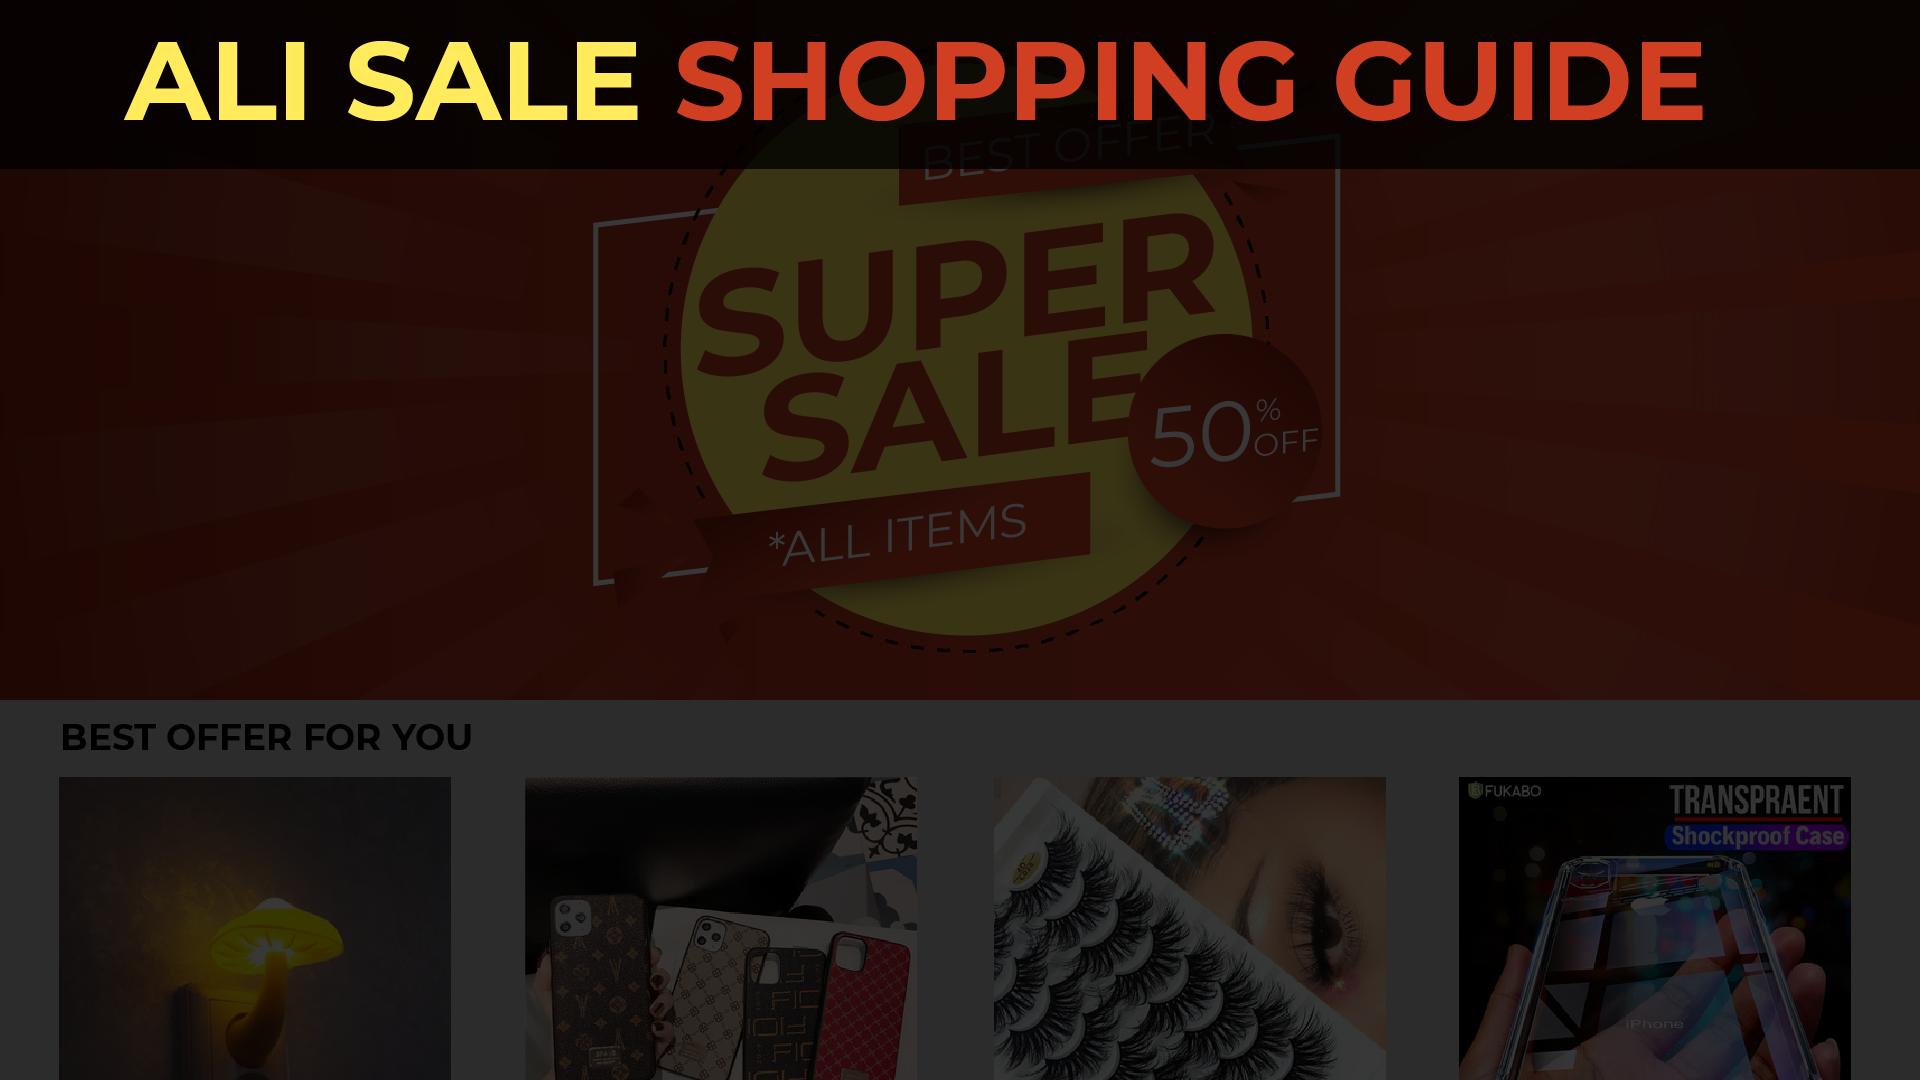 ALI SALE SHOPPING GUIDE
BEST OFFER
SUPER
SALE
50%
OFF
*ALL ITEMS
BEST OFFER FOR YOU
FUKABO
TRANSPRAENT
Shockproof Case
iPhone